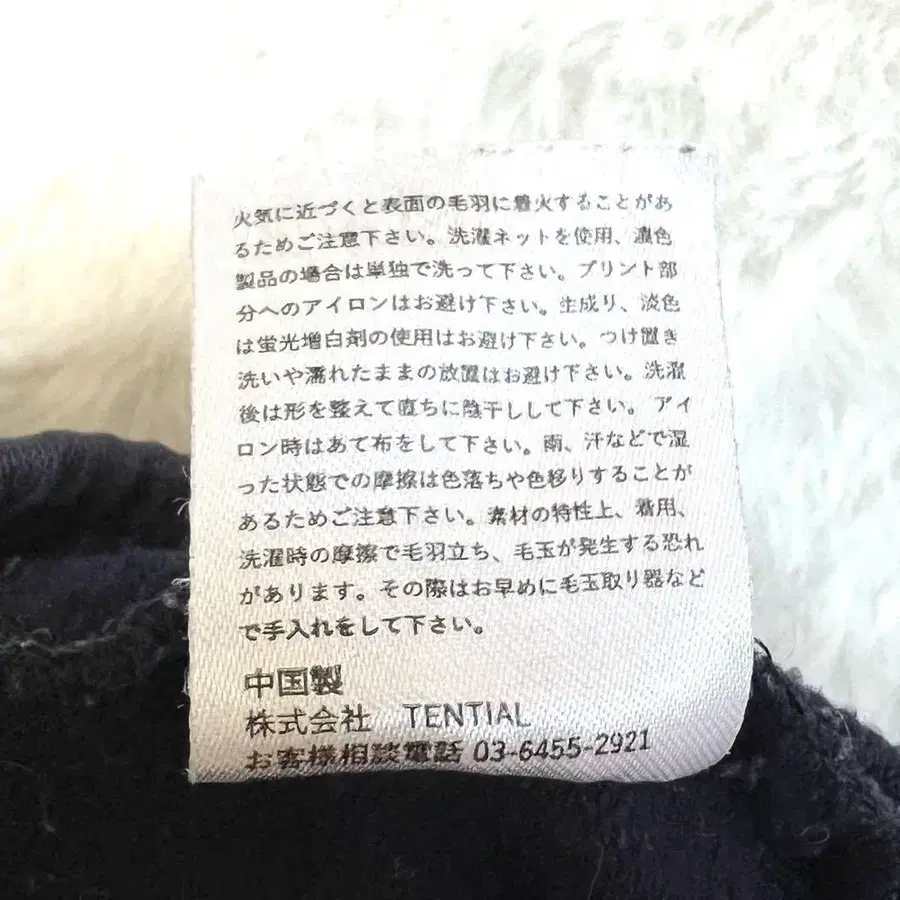 火気に近づくと表面の毛羽に着火することがあ
るためご注意下さい。洗濯ネットを使用、濃色
製品の場合は単独で洗って下さい。プリント部
分へのアイロンはお避け下さい。生成り、淡色
は蛍光増白剤の使用はお避け下さい。つけ置き
洗いや濡れたままの放置はお避け下さい。洗濯
後は形を整えて直ちに陰干しして下さい。アイ
ロン時はあて布をして下さい。雨、汗などで湿
った状態での摩擦は色落ちや色移りすることが
あるためご注意下さい。素材の特性上、着用、
洗濯時の摩擦で毛羽立ち、毛玉が発生する恐れ
があります。その際はお早めに毛玉取り器など
で手入れをして下さい。
中国製
株式会社 TENTIAL
お客様相談電話 03-6455-2921